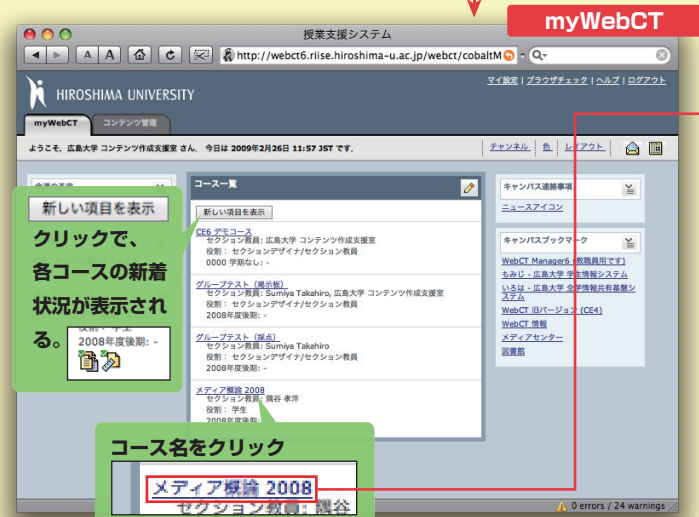 myWebCT
授業支援システム
A A http://webct6.riise.hiroshima-u.ac.jp/webct/cobaltM Q-
マイ設定 | ブラウザチェック | ヘルプ | ログアウト
HIROSHIMA UNIVERSITY
myWebCT コンテンツ管理
ようこそ、広島大学 コンテンツ作成支援室 さん。 今日は 2009年2月26日 11:57 JST です。
チャンネル 色 レイアウト
新しい項目を表示
クリックで、
各コースの新着
状況が表示され
る。
2008年度後期: -
コース一覧
新しい項目を表示
CE6 デモコース
セクション教員: 広島大学 コンテンツ作成支援室
役割： セクションデザイナ/セクション教員
0000 学期なし: -
グループテスト（掲示板）
セクション教員: Sumiya Takahiro, 広島大学 コンテンツ作成支援室
役割： セクションデザイナ/セクション教員
2008年度後期: -
グループテスト（採点）
セクション教員: Sumiya Takahiro
役割： セクションデザイナ/セクション教員
2008年度後期: -
メディア概論 2008
セクション教員: 隅谷 孝洋
役割： 学生
2008年度後期: -
キャンパス連絡事項
ニュースアイコン
キャンパスブックマーク
WebCT Manager6 (教職員用です)
もみじ - 広島大学 学生情報システム
いろは - 広島大学 全学情報共有基盤シ
ステム
WebCT 旧バージョン (CE4)
WebCT 情報
メディアセンター
図書館
コース名をクリック
メディア概論 2008
セクション教員: 隅谷
0 errors / 24 warnings